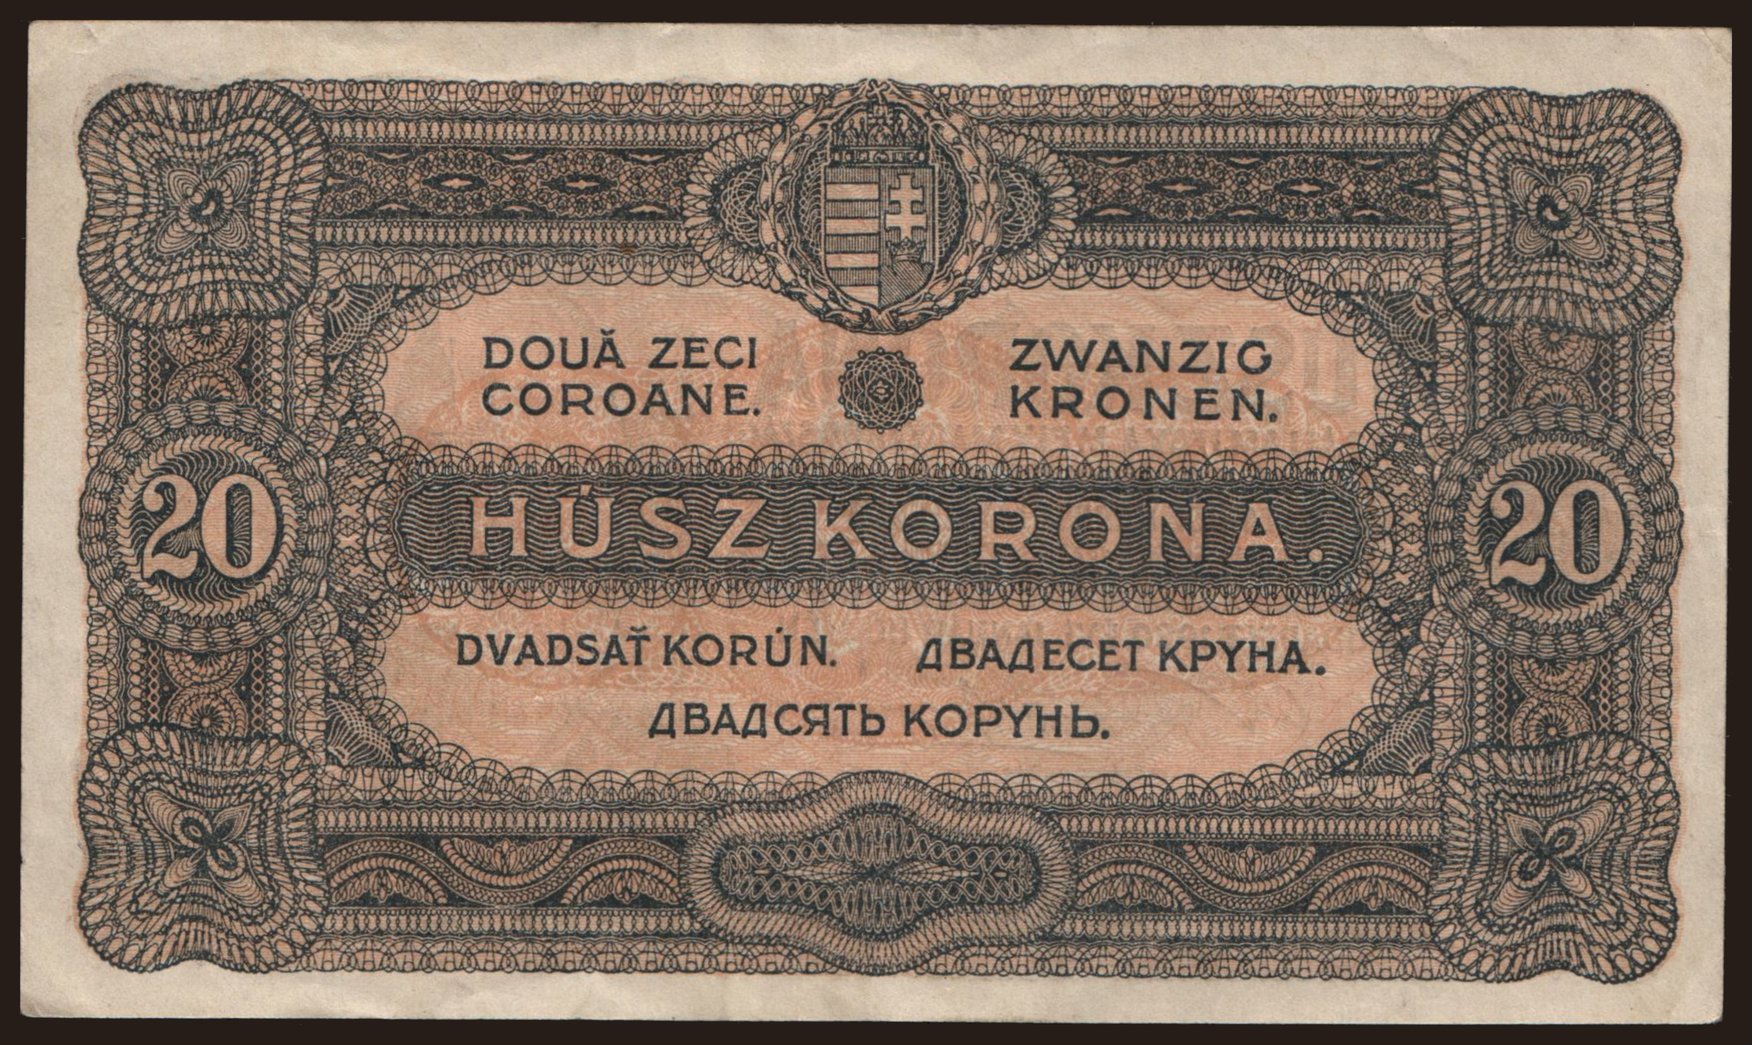 DOUĂ ZECI
COROANE.
ZWANZIG
KRONEN.
20
HÚSZ KORONA.
20
DVADSAŤ KORÚN.
ДВАДЕСЕТ КРУНА.
ДВАДСЯТЬ КОРУНЬ.